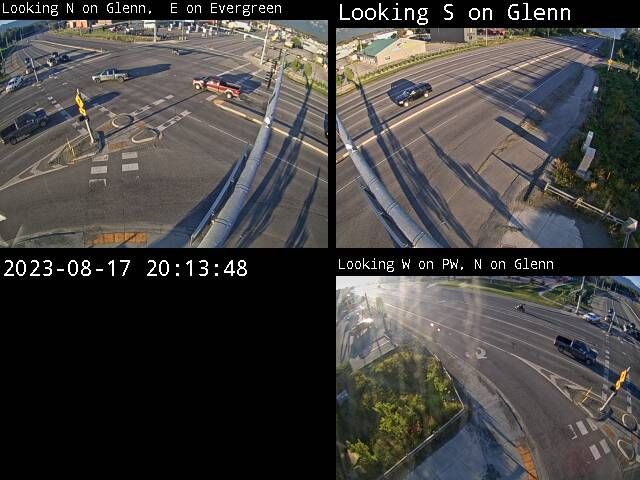 Looking N on Glenn, E on Evergreen
Looking S on Glenn
2023-08-17 20:13:48
Looking W on PW, N on Glenn